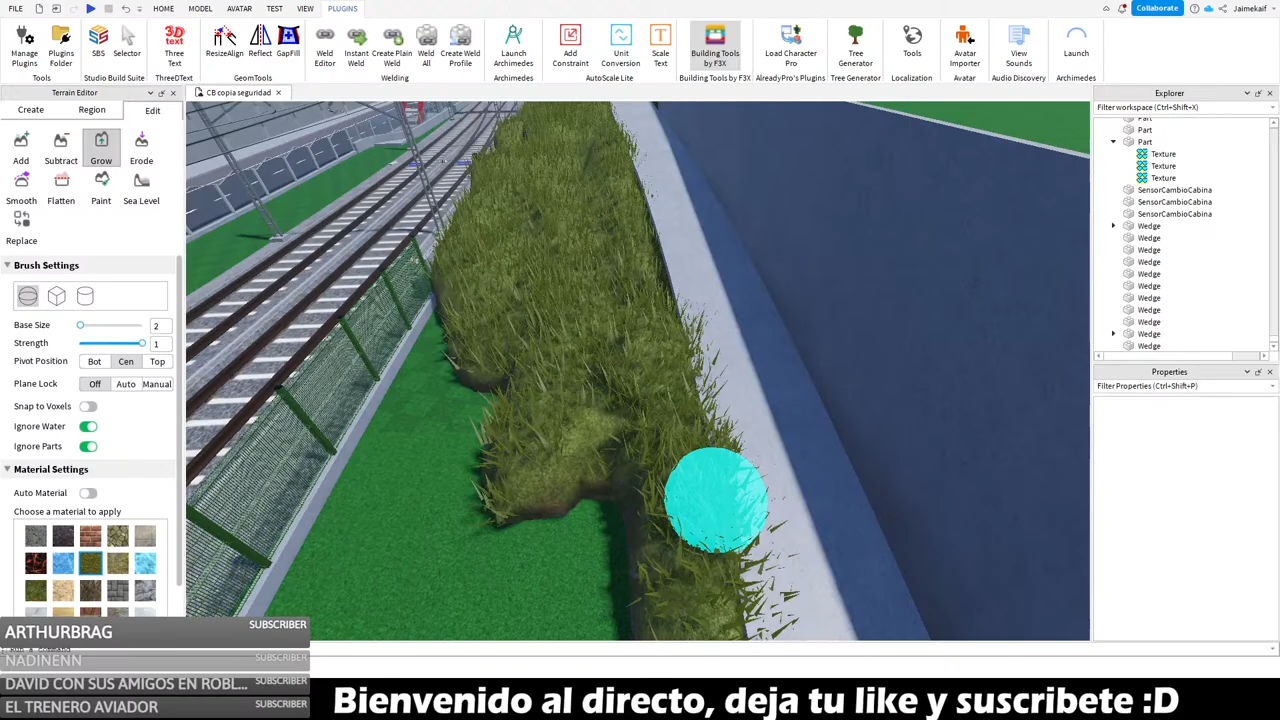 FILE HOME MODEL AVATAR TEST VIEW PLUGINS Collaborate Jaimekaif
Manage Plugins Plugins Folder SBS Selector Three Text ResizeAlign Reflect GapFill Weld Editor Instant Weld Create Plain Weld Weld All Create Weld Profile Launch Archimedes Add Constraint Unit Conversion Scale Text Building Tools by F3X Load Character Pro Tree Generator Tools Avatar Importer View Sounds Launch
Tools Studio Build Suite ThreeDText GeomTools Welding Archimedes AutoScale Lite Building Tools by F3X AlreadyPro's Plugins Tree Generator Localization Avatar Audio Discovery Archimedes
Terrain Editor
Create Region Edit
Add Subtract Grow Erode
Smooth Flatten Paint Sea Level
Replace
Brush Settings
Base Size 2
Strength 1
Pivot Position Bot Cen Top
Plane Lock Off Auto Manual
Snap to Voxels
Ignore Water
Ignore Parts
Material Settings
Auto Material
Choose a material to apply
CB copia seguridad
Explorer
Filter workspace (Ctrl+Shift+X)
Part
Part
Part
Texture
Texture
Texture
SensorCambioCabina
SensorCambioCabina
SensorCambioCabina
Wedge
Wedge
Wedge
Wedge
Wedge
Wedge
Wedge
Wedge
Wedge
Wedge
Wedge
Properties
Filter Properties (Ctrl+Shift+P)
ARTHURBRAG SUBSCRIBER
NADINENN SUBSCRIBER
DAVID CON SUS AMIGOS EN ROBL... SUBSCRIBER
EL TRENERO AVIADOR SUBSCRIBER
Bienvenido al directo, deja tu like y suscribete :D